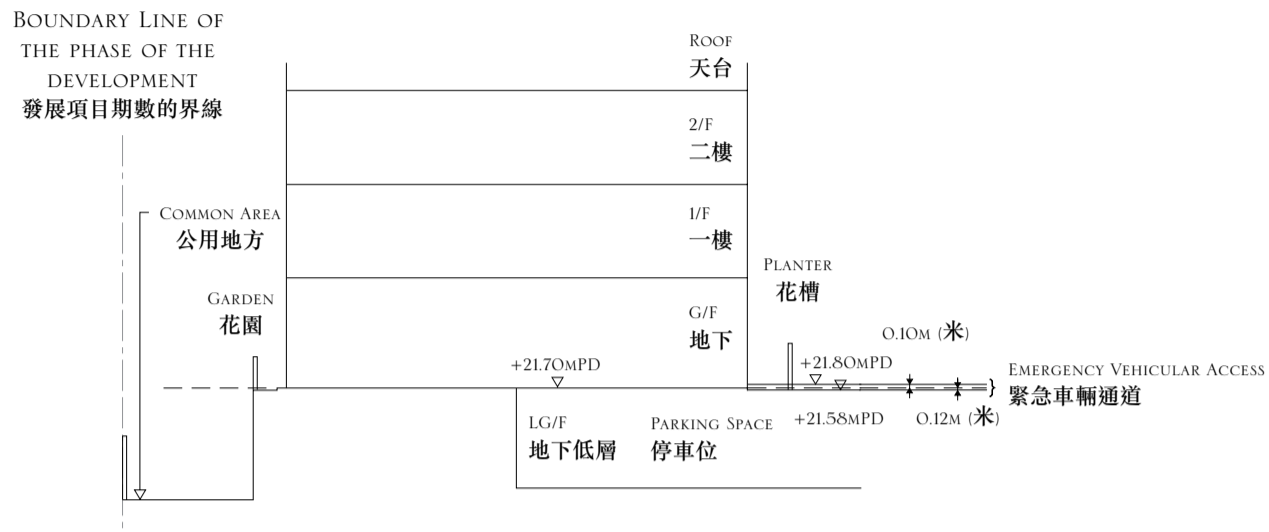 BOUNDARY LINE OF
THE PHASE OF THE
DEVELOPMENT
發展項目期數的界線
ROOF
天台
2/F
二樓
1/F
一樓
COMMON AREA
公用地方
PLANTER
花槽
GARDEN
花園
G/F
地下
0.10M (米)
+21.70MPD
+21.80MPD
EMERGENCY VEHICULAR ACCESS
緊急車輛通道
+21.58MPD
0.12M (米)
LG/F
地下低層
PARKING SPACE
停車位